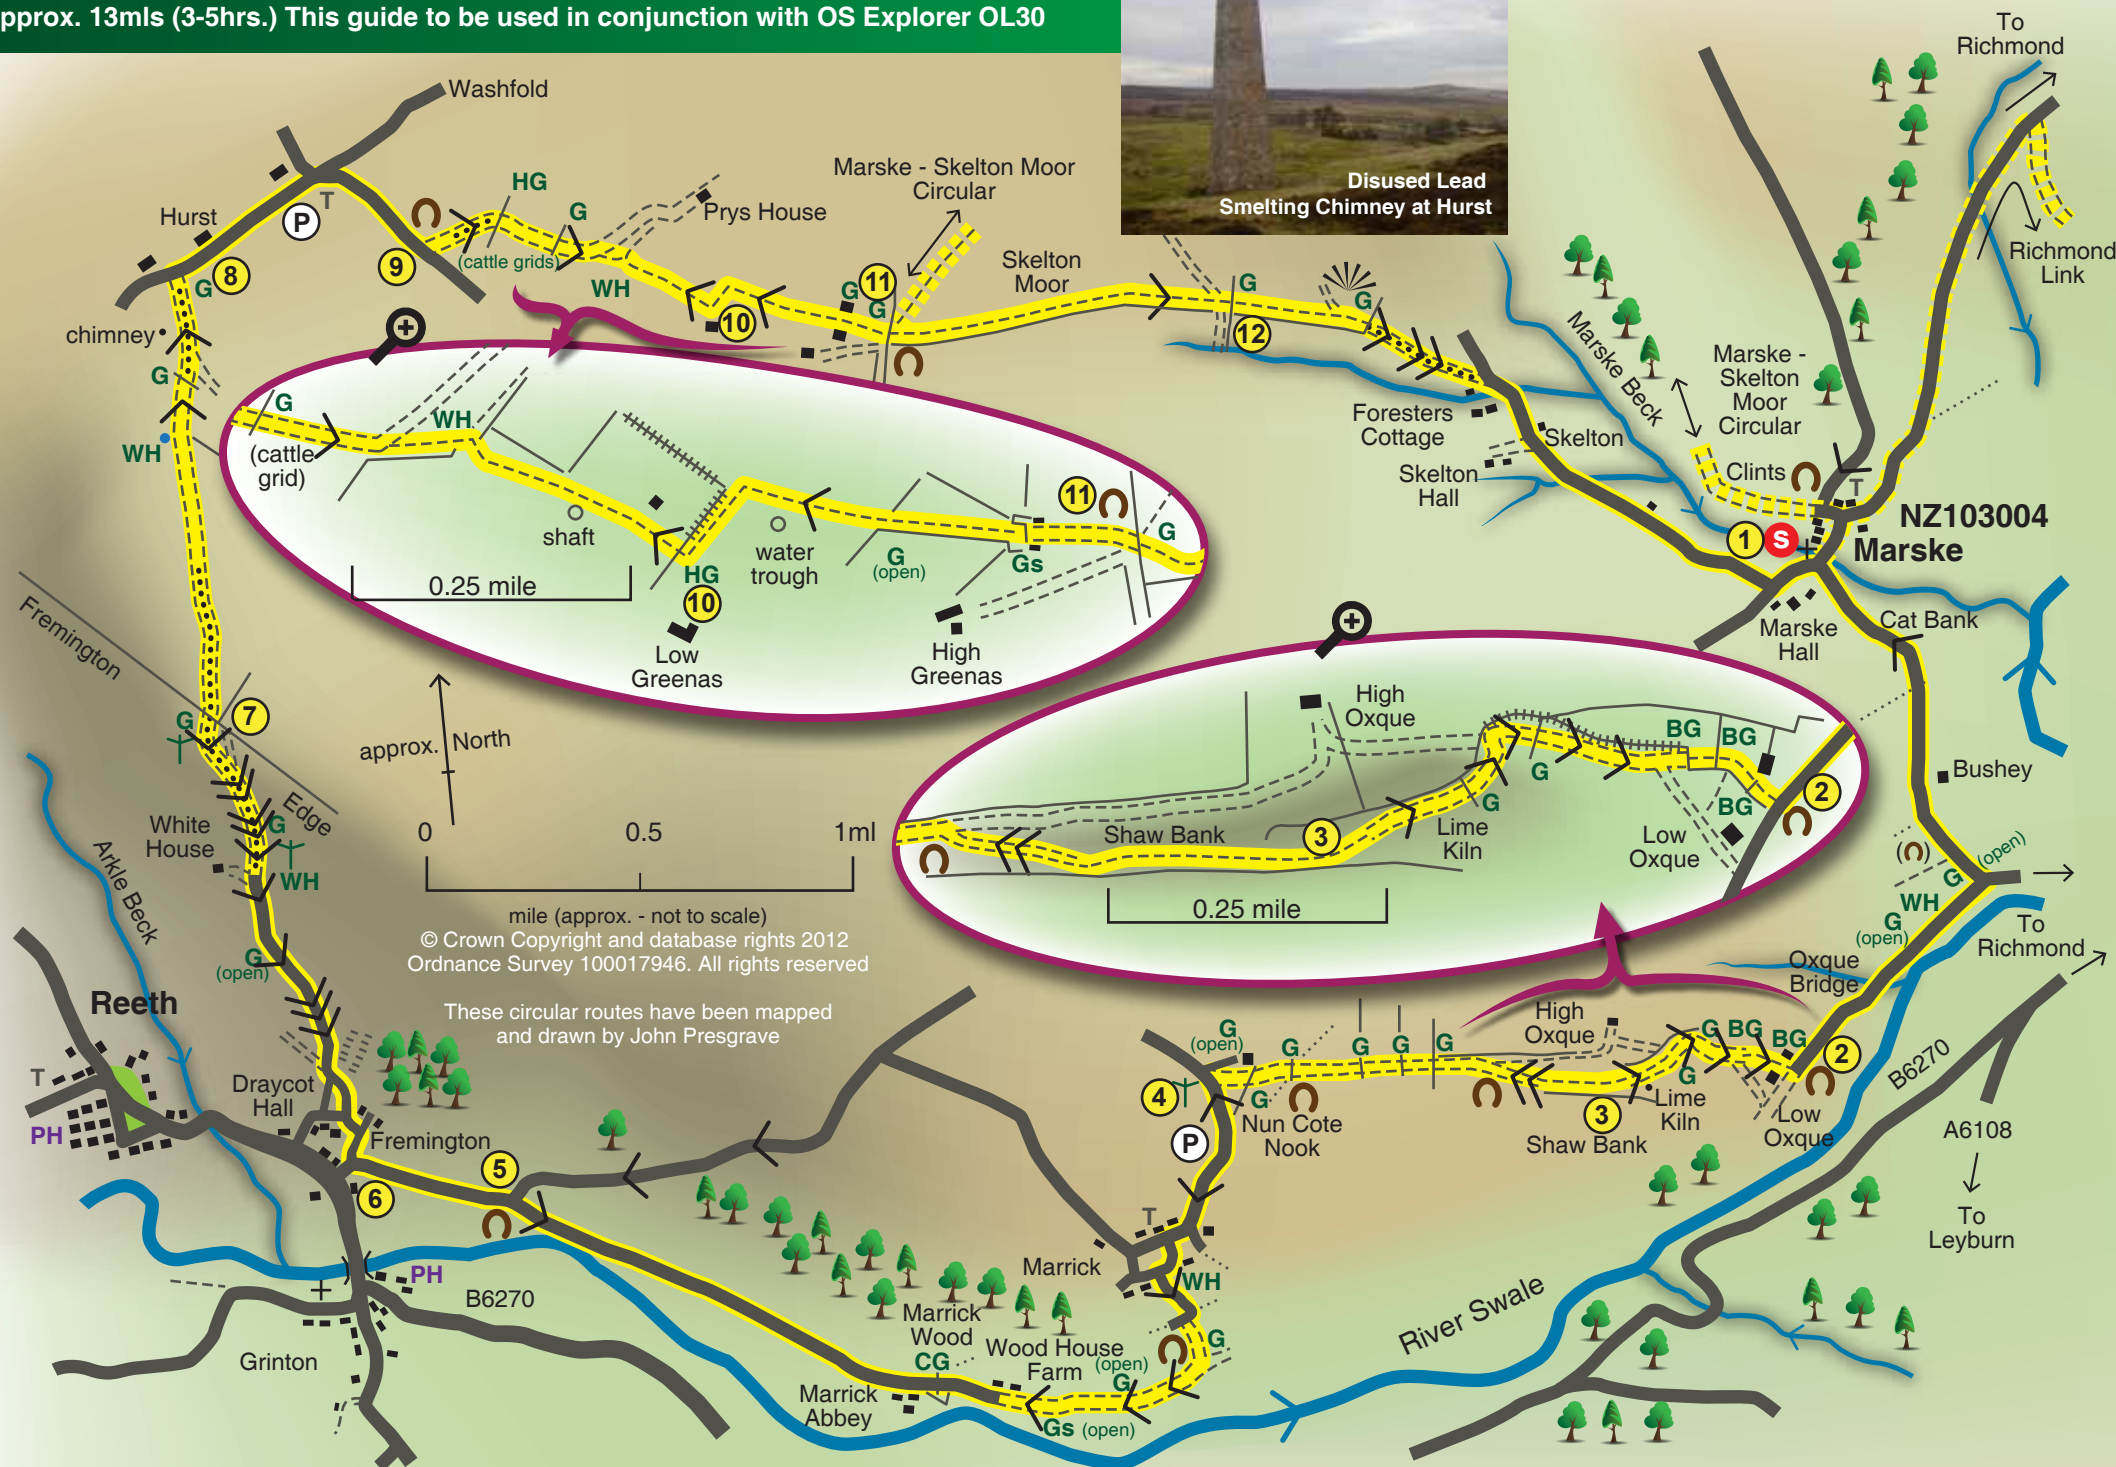 pprox. 13mls (3-5hrs.) This guide to be used in conjunction with OS Explorer OL30
Disused Lead
Smelting Chimney at Hurst
To
Richmond
Washfold
HG
G
Prys House
Marske - Skelton Moor
Circular
Hurst
P
T
8
G
9
(cattle grids)
WH
10
G
11
G
Skelton
Moor
G
12
G
Richmond
Link
chimney
G
WH
Marske Beck
Marske -
Skelton
Moor
Circular
Foresters
Cottage
Skelton
Skelton
Hall
Clints
T
NZ103004
1
S
Marske
Marske
Hall
Cat Bank
G
(cattle
grid)
WH
shaft
0.25 mile
HG
10
water
trough
G
(open)
11
G
Gs
Low
Greenas
High
Greenas
Fremington
Edge
G
7
approx. North
White
House
G
WH
Arkle Beck
0
0.5
1ml
mile (approx. - not to scale)
© Crown Copyright and database rights 2012
Ordnance Survey 100017946. All rights reserved
These circular routes have been mapped
and drawn by John Presgrave
High
Oxque
BG
BG
G
G
BG
2
Shaw Bank
3
Lime
Kiln
Low
Oxque
0.25 mile
Bushey
(open)
G
WH
G
(open)
To
Richmond
Oxque
Bridge
G
(open)
Reeth
T
PH
Draycot
Hall
Fremington
5
6
PH
B6270
Grinton
G
(open)
G
G
G
G
High
Oxque
G
BG
BG
2
4
G
P
Nun Cote
Nook
3
Shaw Bank
G
Lime
Kiln
Low
Oxque
B6270
A6108
To
Leyburn
T
Marrick
WH
River Swale
Marrick
Wood
CG
Wood House
Farm
(open)
G
G
Marrick
Abbey
Gs (open)